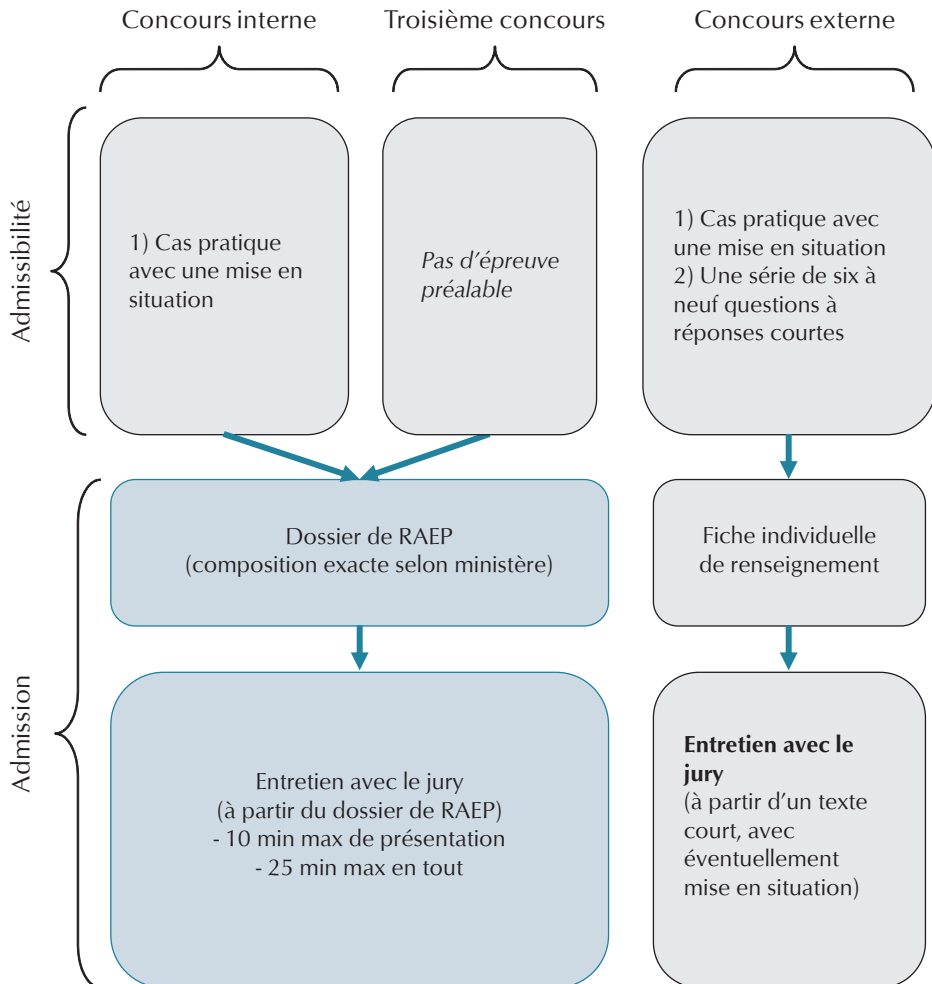 Concours interne
Troisième concours
Concours externe
Admissibilité
1) Cas pratique
avec une mise en
situation
Pas d’épreuve
préalable
1) Cas pratique avec
une mise en situation
2) Une série de six à
neuf questions à
réponses courtes
Admission
Dossier de RAEP
(composition exacte selon ministère)
Fiche individuelle
de renseignement
Entretien avec le jury
(à partir du dossier de RAEP)
- 10 min max de présentation
- 25 min max en tout
Entretien avec le
jury
(à partir d’un texte
court, avec
éventuellement
mise en situation)